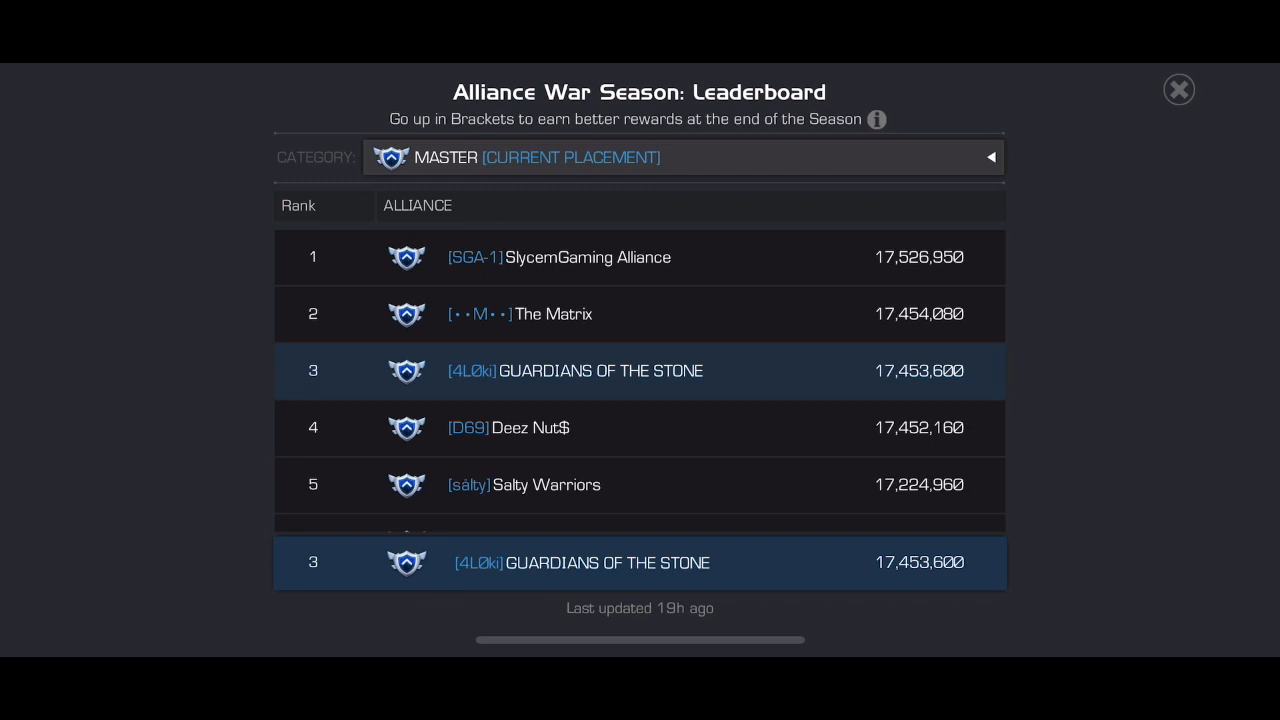 Alliance War Season: Leaderboard
Go up in Brackets to earn better rewards at the end of the Season
CATEGORY: MASTER [CURRENT PLACEMENT]
Rank ALLIANCE
1 [SGA-1] SlycemGaming Alliance 17,526,950
2 [••M••] The Matrix 17,454,080
3 [4LØki] GUARDIANS OF THE STONE 17,453,600
4 [D69] Deez Nut$ 17,452,160
5 [sálty] Salty Warriors 17,224,960
3 [4LØki] GUARDIANS OF THE STONE 17,453,600
Last updated 19h ago